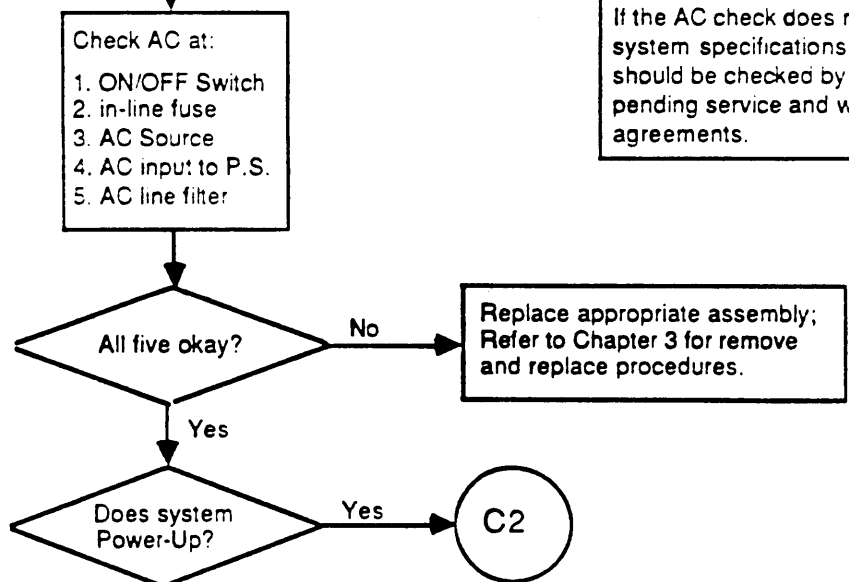 Check AC at:
1. ON/OFF Switch
2. in-line fuse
3. AC Source
4. AC input to P.S.
5. AC line filter
If the AC check does
system specifications
should be checked by
pending service and
agreements.
All five okay?
No
Replace appropriate assembly;
Refer to Chapter 3 for remove
and replace procedures.
Yes
Does system
Power-Up?
Yes
C2